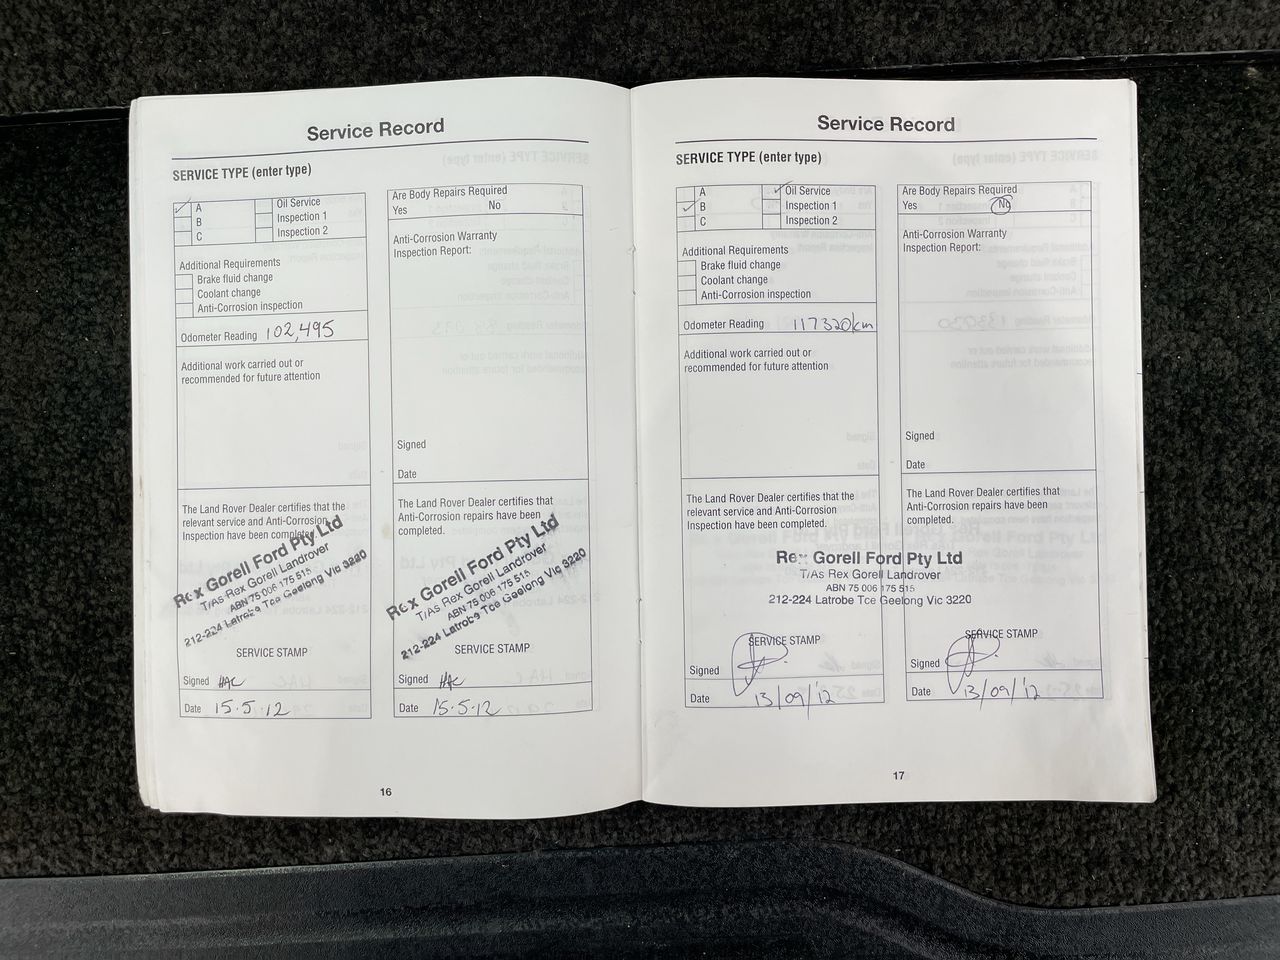 Service Record
SERVICE TYPE (enter type)
✓ A
B
C
Oil Service
Inspection 1
Inspection 2
Additional Requirements
Brake fluid change
Coolant change
Anti-Corrosion inspection
Odometer Reading 102,495
Additional work carried out or
recommended for future attention
The Land Rover Dealer certifies that the
relevant service and Anti-Corrosion
Inspection have been completed.
Rex Gorell Ford Pty Ltd
T/As Rex Gorell Landrover
ABN 75 006 175 515
212-224 Latrobe Tce Geelong Vic 3220
SERVICE STAMP
Signed HAC
Date 15.5.12
Are Body Repairs Required
Yes No
Anti-Corrosion Warranty
Inspection Report:
Signed
Date
The Land Rover Dealer certifies that
Anti-Corrosion repairs have been
completed.
Rex Gorell Ford Pty Ltd
T/As Rex Gorell Landrover
ABN 75 006 175 515
212-224 Latrobe Tce Geelong Vic 3220
SERVICE STAMP
Signed HAC
Date 15.5.12
16
Service Record
SERVICE TYPE (enter type)
A
✓ B
C
✓ Oil Service
Inspection 1
Inspection 2
Additional Requirements
Brake fluid change
Coolant change
Anti-Corrosion inspection
Odometer Reading 117320km
Additional work carried out or
recommended for future attention
The Land Rover Dealer certifies that the
relevant service and Anti-Corrosion
Inspection have been completed.
Are Body Repairs Required
Yes No
Anti-Corrosion Warranty
Inspection Report:
Signed
Date
The Land Rover Dealer certifies that
Anti-Corrosion repairs have been
completed.
Rex Gorell Ford Pty Ltd
T/As Rex Gorell Landrover
ABN 75 006 175 515
212-224 Latrobe Tce Geelong Vic 3220
SERVICE STAMP
Signed
Date 13/09/'12
SERVICE STAMP
Signed
Date 13/09/'12
17